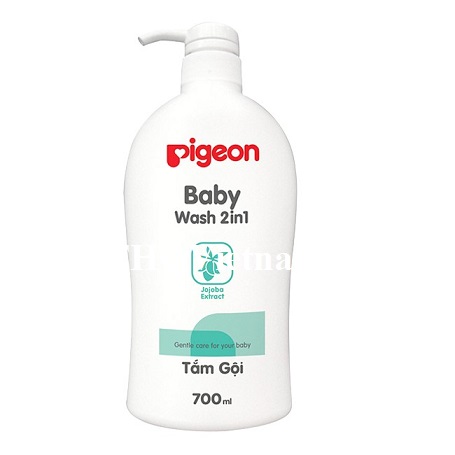 pigeon
Baby
Wash 2in1
Jojoba
Extract
Gentle care for your baby
Tắm Gội
700ml